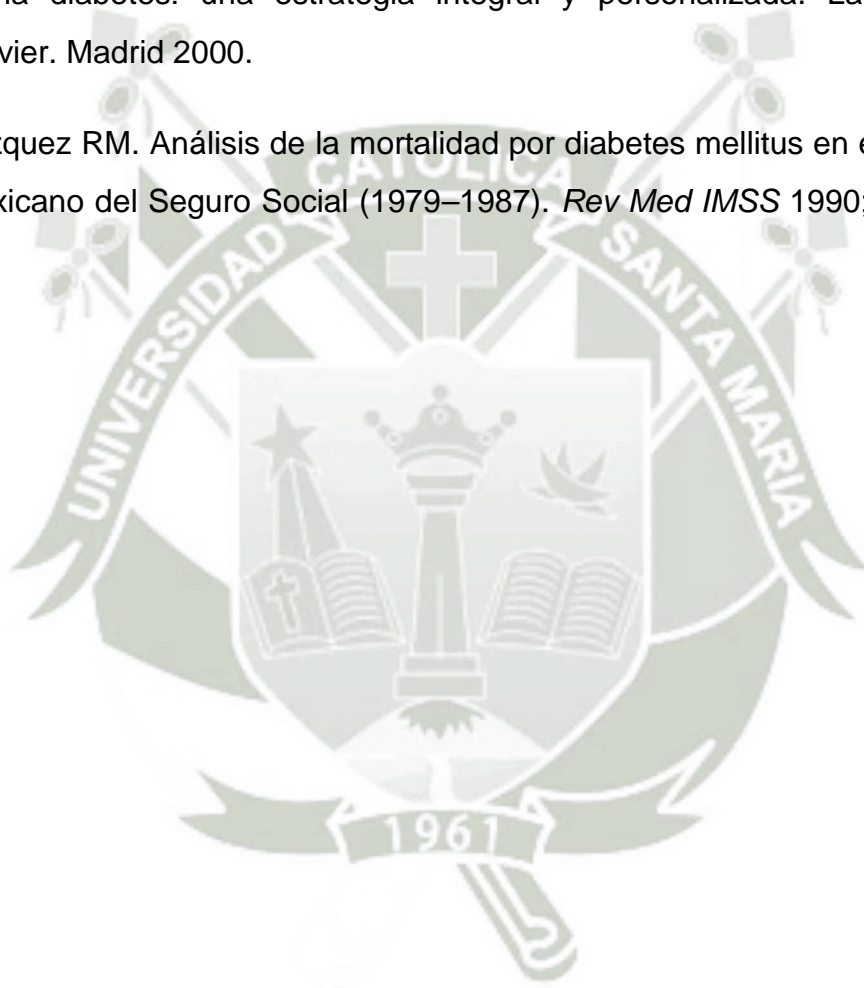 na diabetes: una estrategia integral y personalizada. La
vier. Madrid 2000.
zquez RM. Análisis de la mortalidad por diabetes mellitus en e
xicano del Seguro Social (1979–1987). Rev Med IMSS 1990;
CATOLICA
UNIVERSIDAD
SANTA MARIA
1961